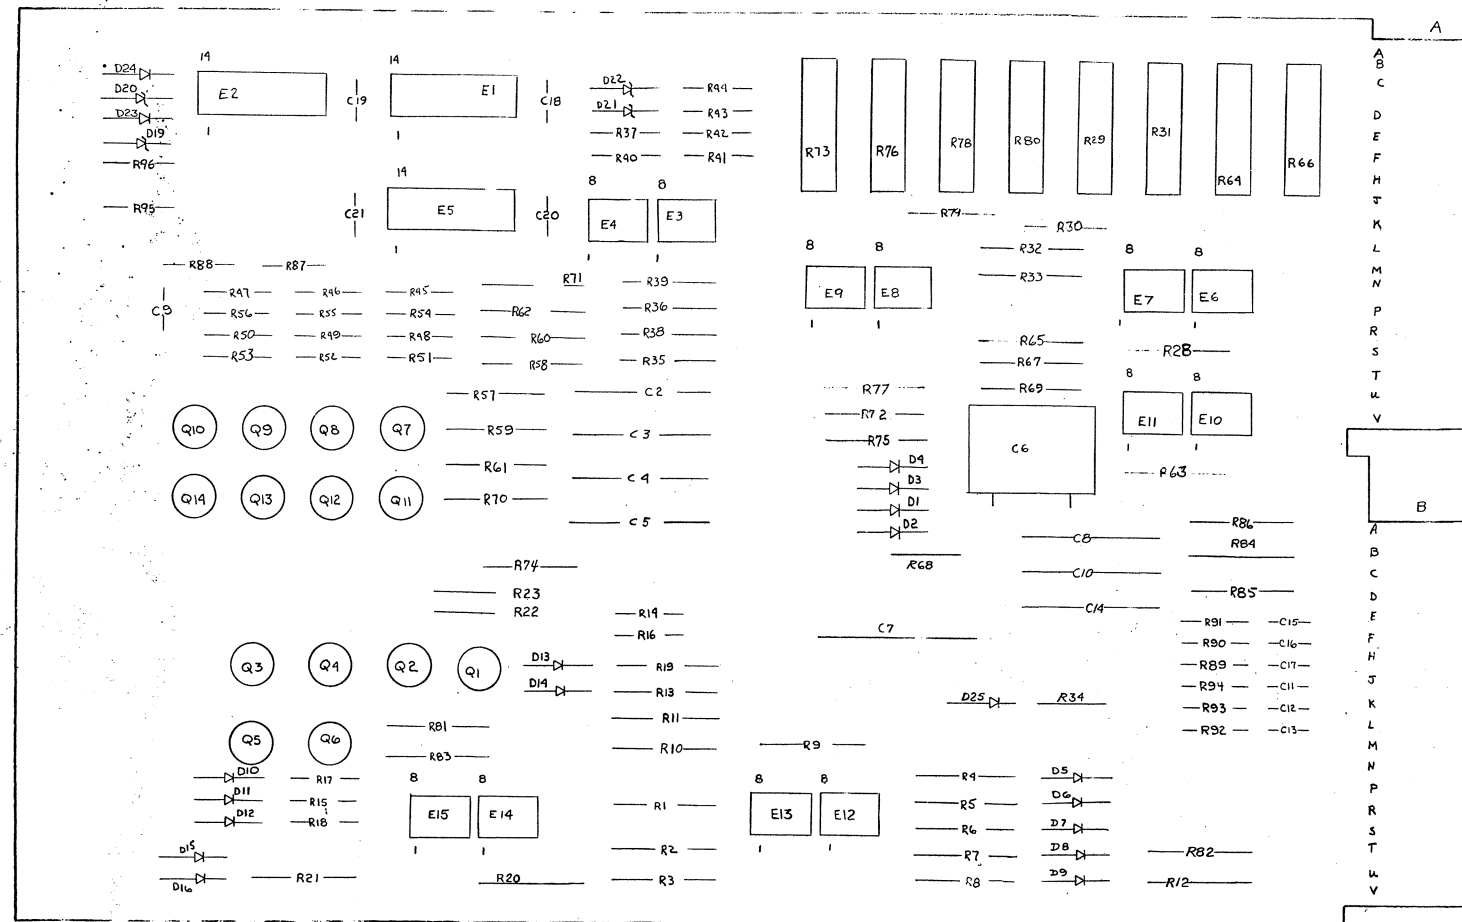 A
14 14 A
D24 D22 R44 B
D20 E2 C19 E1 C18 C
D23 D21 R43 D
D19 1 1 R37 R42 R73 R76 R78 R80 R29 R31 E
R96 R40 R41 R64 R66 F
14 8 8 H
R95 C21 E5 C20 E4 E3 R79 J
1 1 1 R30 K
R88 R87 8 8 R32 8 8 L
R71 R39 R33 M
R47 R46 R45 E9 E8 E7 E6 N
C9 R56 R55 R54 R62 R36 P
R50 R49 R48 R60 R38 1 1 1 1 R
R53 R52 R51 R58 R35 R65 R28 S
R67 8 8 T
R57 C2 R77 R69 u
Q10 Q9 Q8 Q7 R59 C3 R72 E11 E10 V
R75 C6 1 1
R61 C4 D4 R63
Q14 Q13 Q12 Q11 R70 D3
C5 D1 B
D2 R86 A
R74 R68 C8 R84 B
C10 C
R23 R85 D
R22 R14 C14 E
R16 C7 R91 C15 F
R90 C16
Q3 Q4 Q2 Q1 D13 R19 R89 C17 H
D14 R13 D25 R34 R94 C11 J
R11 R93 C12 K
R81 R92 C13 L
Q5 Q6 R83 R10 R9 M
D10 R17 8 8 8 8 R4 D5 N
D11 R15 R1 R5 D6 P
D12 R18 E15 E14 E13 E12 R6 D7 R
S
D15 1 1 R2 1 1 R7 D8 R82 T
D16 R21 R20 R3 R8 D9 R12 u
V